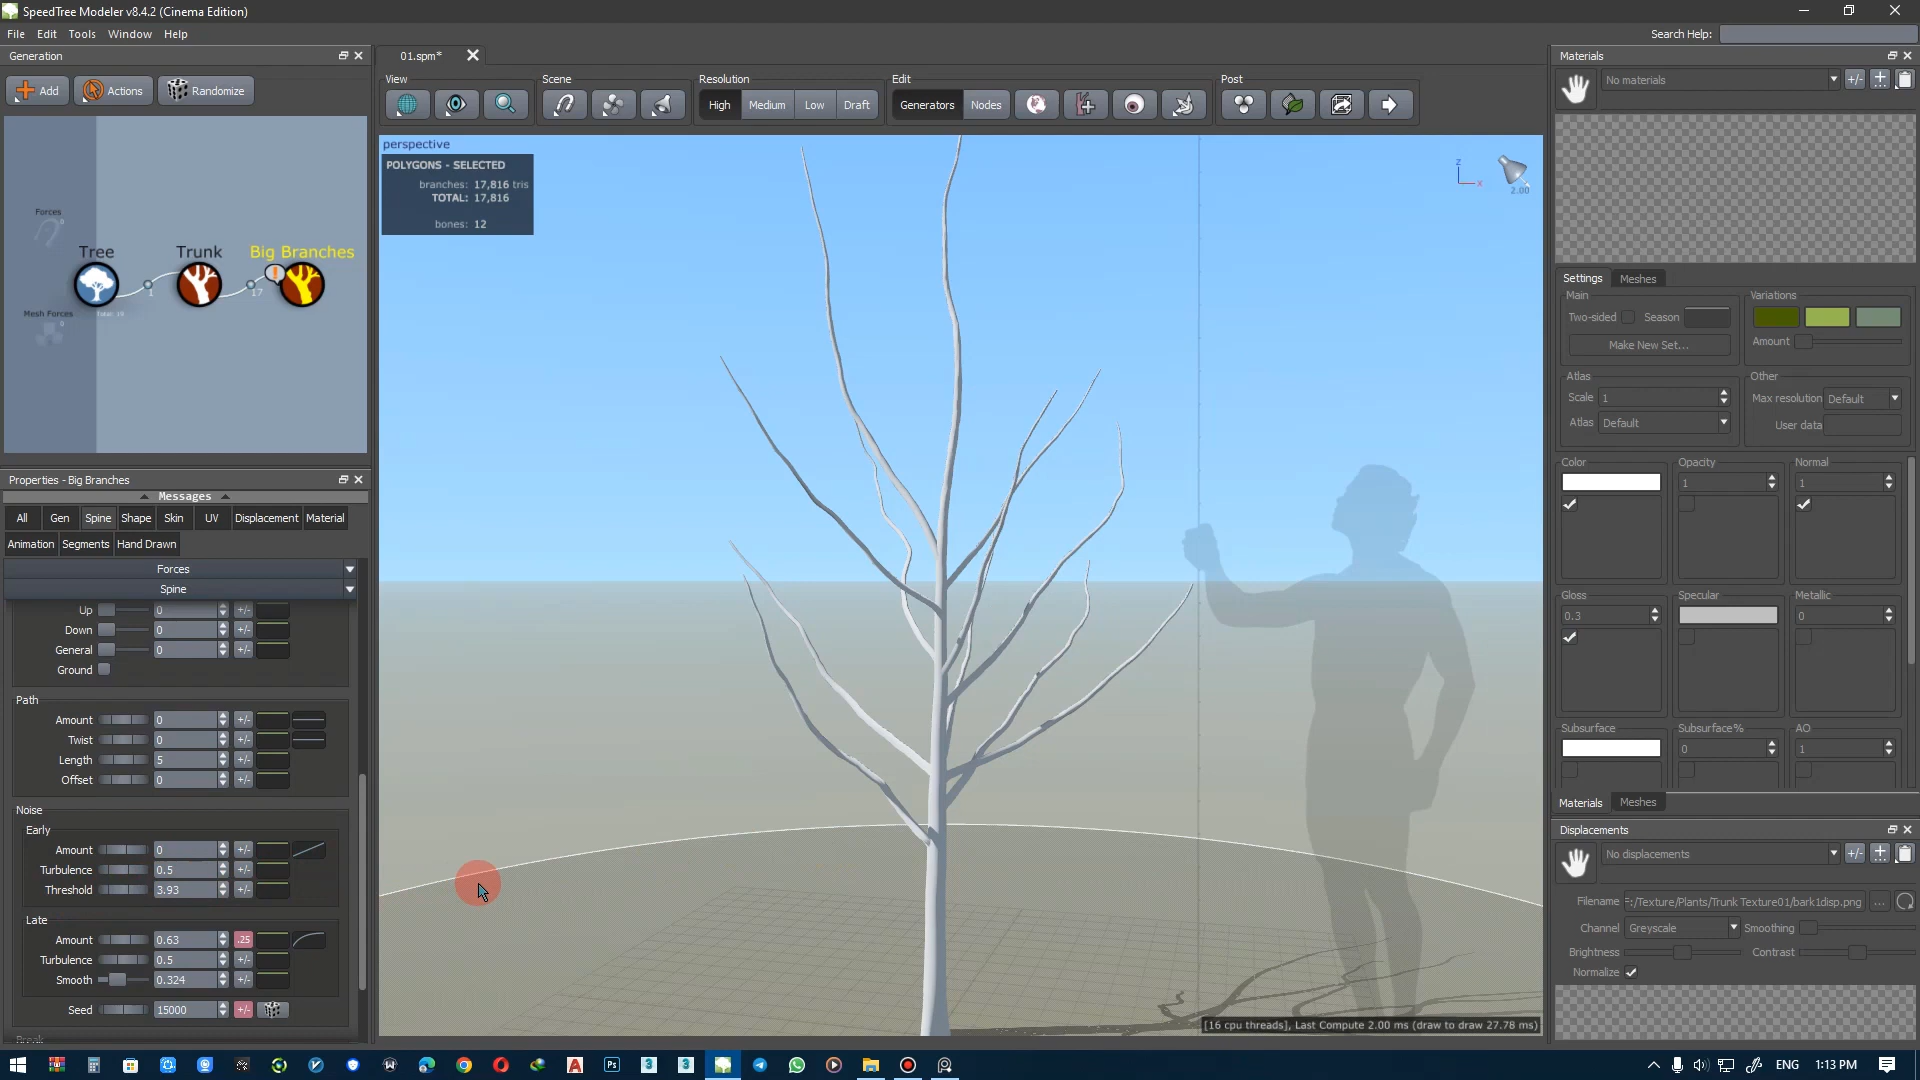 SpeedTree Modeler v8.4.2 (Cinema Edition)
File Edit Tools Window Help
Search Help:
Generation
Add Actions Randomize
Forces
0
Tree Trunk Big Branches
1 17
Mesh Forces
0
01.spm*
View Scene Resolution Edit Post
High Medium Low Draft Generators Nodes
perspective
POLYGONS - SELECTED
branches: 17,816 tris
TOTAL: 17,816
bones: 12
z
x
2.00
[16 cpu threads], Last Compute 2.00 ms (draw to draw 27.78 ms)
Properties - Big Branches
Messages
All Gen Spine Shape Skin UV Displacement Material
Animation Segments Hand Drawn
Forces
Spine
Up 0 +/-
Down 0 +/-
General 0 +/-
Ground
Path
Amount 0 +/-
Twist 0 +/-
Length 5 +/-
Offset 0 +/-
Noise
Early
Amount 0 +/-
Turbulence 0.5 +/-
Threshold 3.93 +/-
Late
Amount 0.63 .25
Turbulence 0.5 +/-
Smooth 0.324 +/-
Seed 15000 +/-
Break
Materials
No materials +/-
Settings Meshes
Main
Two-sided Season
Make New Set...
Variations
Amount
Atlas
Scale 1
Atlas Default
Other
Max resolution Default
User data
Color Opacity Normal
1 1
Gloss Specular Metallic
0.3 0
Subsurface Subsurface% AO
0 1
Materials Meshes
Displacements
No displacements +/-
Filename F:/Texture/Plants/Trunk Texture01/bark1disp.png ...
Channel Greyscale Smoothing
Brightness Contrast
Normalize
ENG 1:13 PM